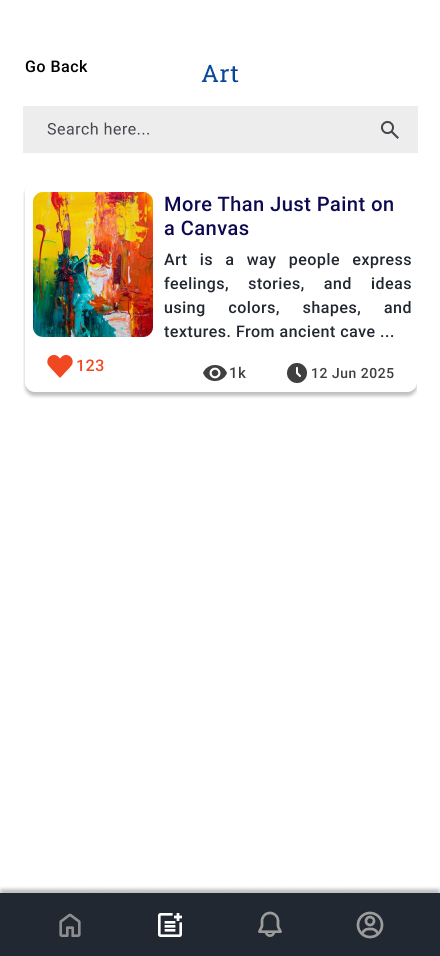 Go Back
Art
Search here...
More Than Just Paint on
a Canvas
Art is a way people express
feelings, stories, and ideas
using colors, shapes, and
textures. From ancient cave ...
123
1k
12 Jun 2025